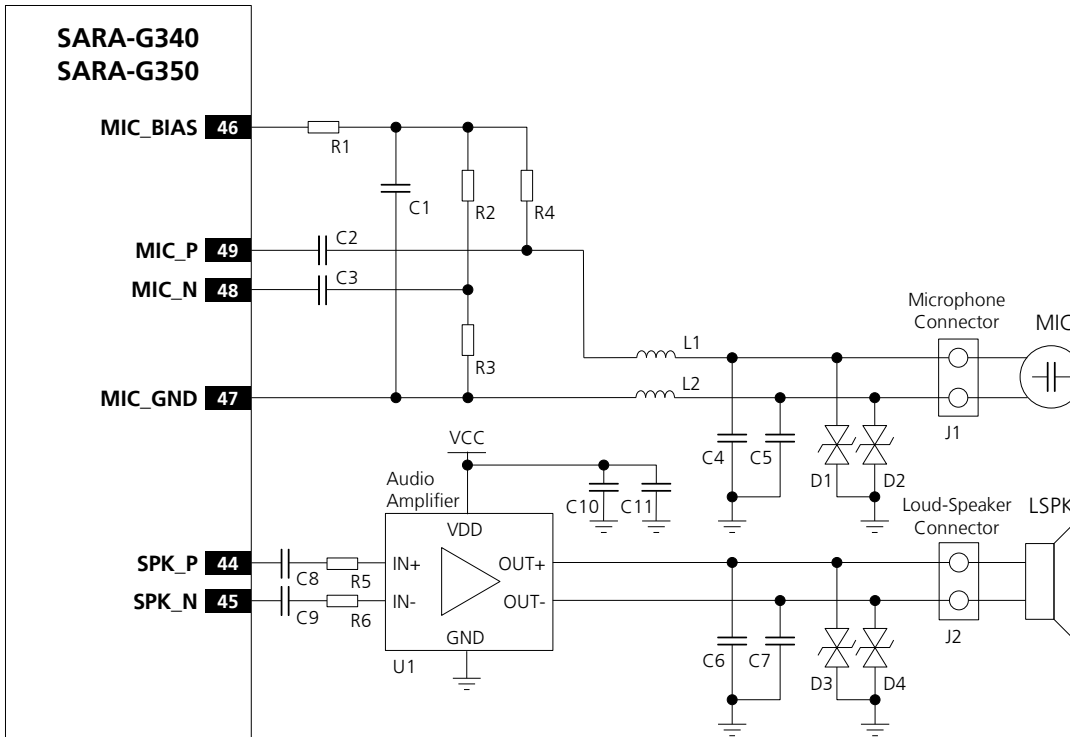 SARA-G340
SARA-G350
MIC_BIAS 46
R1
C1
R2
R4
MIC_P 49
C2
MIC_N 48
C3
R3
MIC_GND 47
L1
L2
Microphone
Connector
MIC
J1
C4
C5
D1
D2
VCC
Audio
Amplifier
C10
C11
VDD
Loud-Speaker
Connector
LSPK
SPK_P 44
C8
R5
IN+
OUT+
SPK_N 45
C9
R6
IN-
OUT-
GND
U1
J2
C6
C7
D3
D4